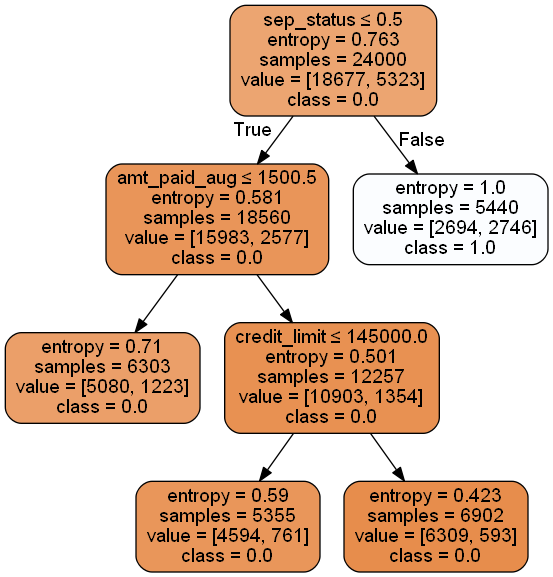 sep_status ≤ 0.5
entropy = 0.763
samples = 24000
value = [18677, 5323]
class = 0.0
True
False
amt_paid_aug ≤ 1500.5
entropy = 0.581
samples = 18560
value = [15983, 2577]
class = 0.0
entropy = 1.0
samples = 5440
value = [2694, 2746]
class = 1.0
entropy = 0.71
samples = 6303
value = [5080, 1223]
class = 0.0
credit_limit ≤ 145000.0
entropy = 0.501
samples = 12257
value = [10903, 1354]
class = 0.0
entropy = 0.59
samples = 5355
value = [4594, 761]
class = 0.0
entropy = 0.423
samples = 6902
value = [6309, 593]
class = 0.0